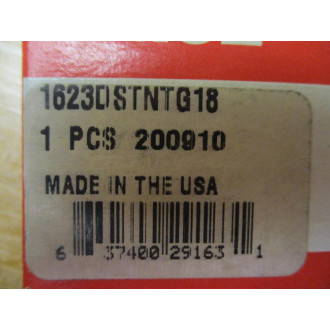 1623DSTNTG18
1 PCS 200910
MADE IN THE USA
6 37400 29163 1